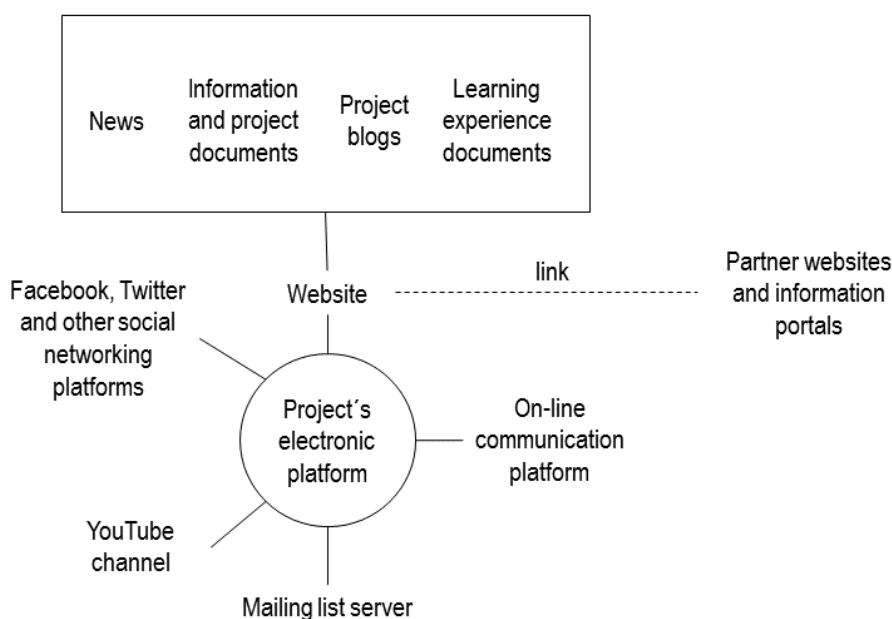 News
Information
and project
documents
Project
blogs
Learning
experience
documents
Facebook, Twitter
and other social
networking
platforms
Website
link
Partner websites
and information
portals
Project´s
electronic
platform
On-line
communication
platform
YouTube
channel
Mailing list server